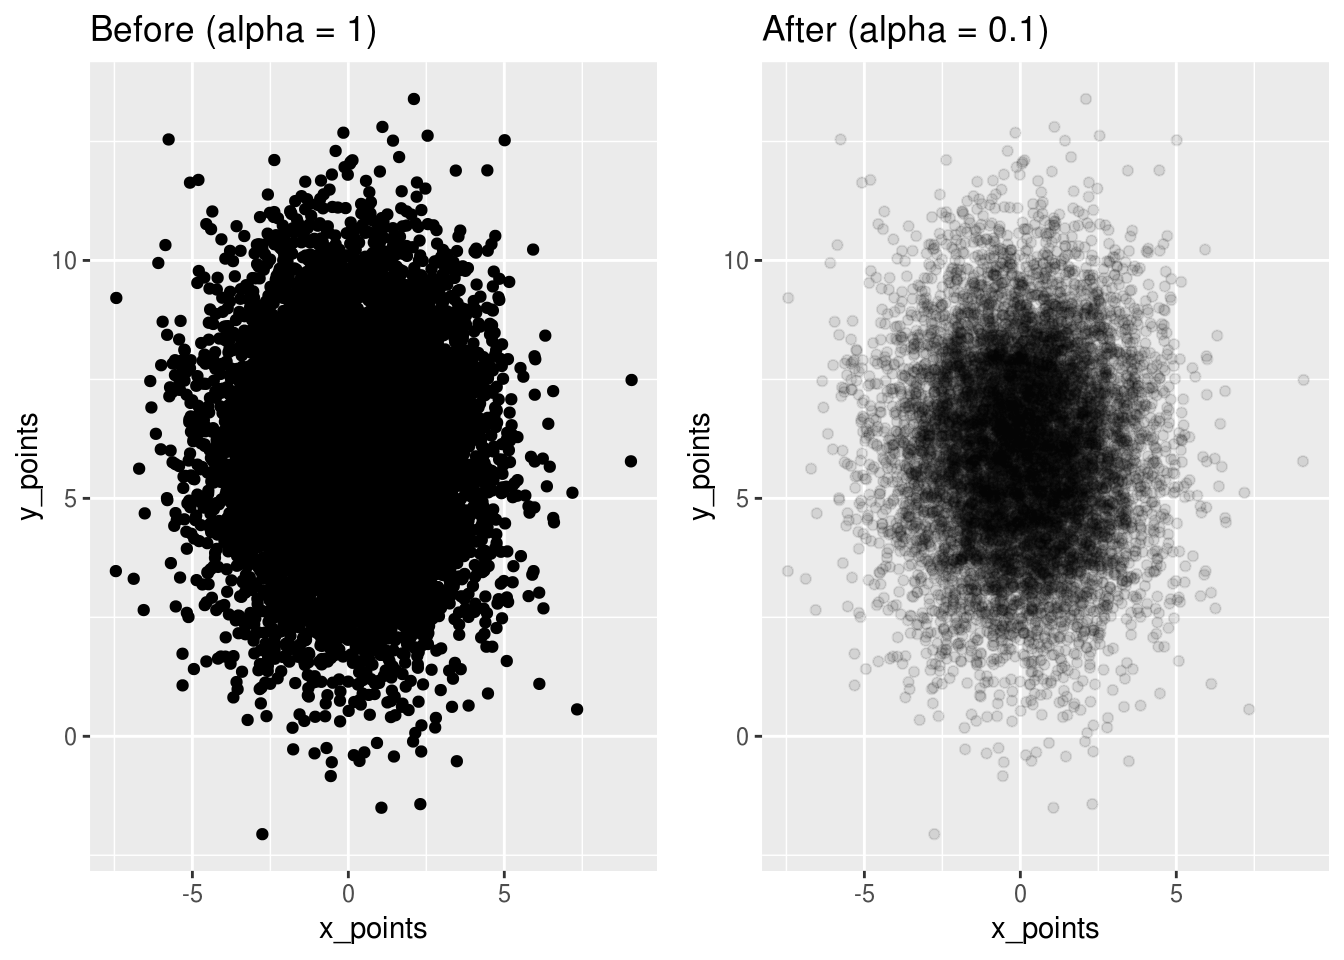 Before (alpha = 1)
y_points
10
5
0
-5 0 5
x_points
After (alpha = 0.1)
y_points
10
5
0
-5 0 5
x_points